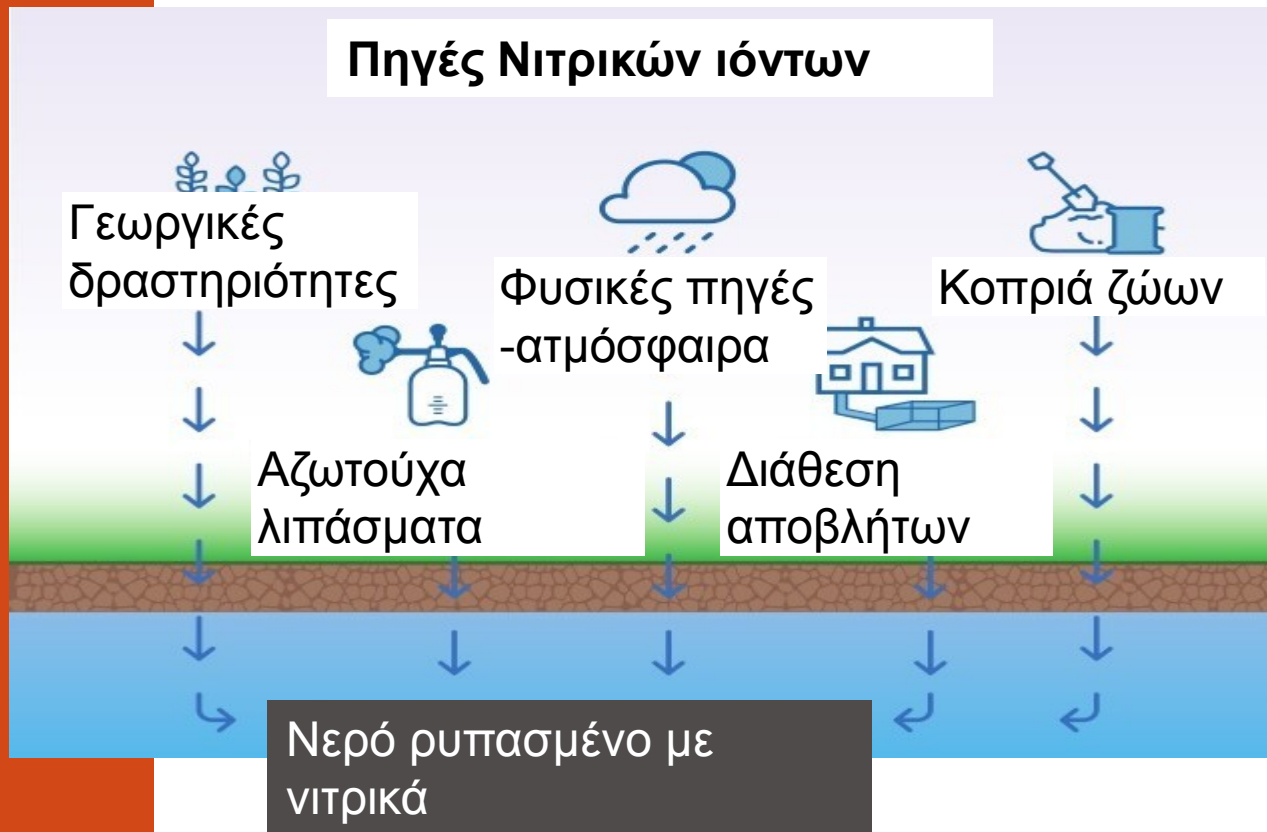 Πηγές Νιτρικών ιόντων
Γεωργικές
δραστηριότητες
Φυσικές πηγές
-ατμόσφαιρα
Κοπριά ζώων
Αζωτούχα
λιπάσματα
Διάθεση
αποβλήτων
Νερό ρυπασμένο με
νιτρικά